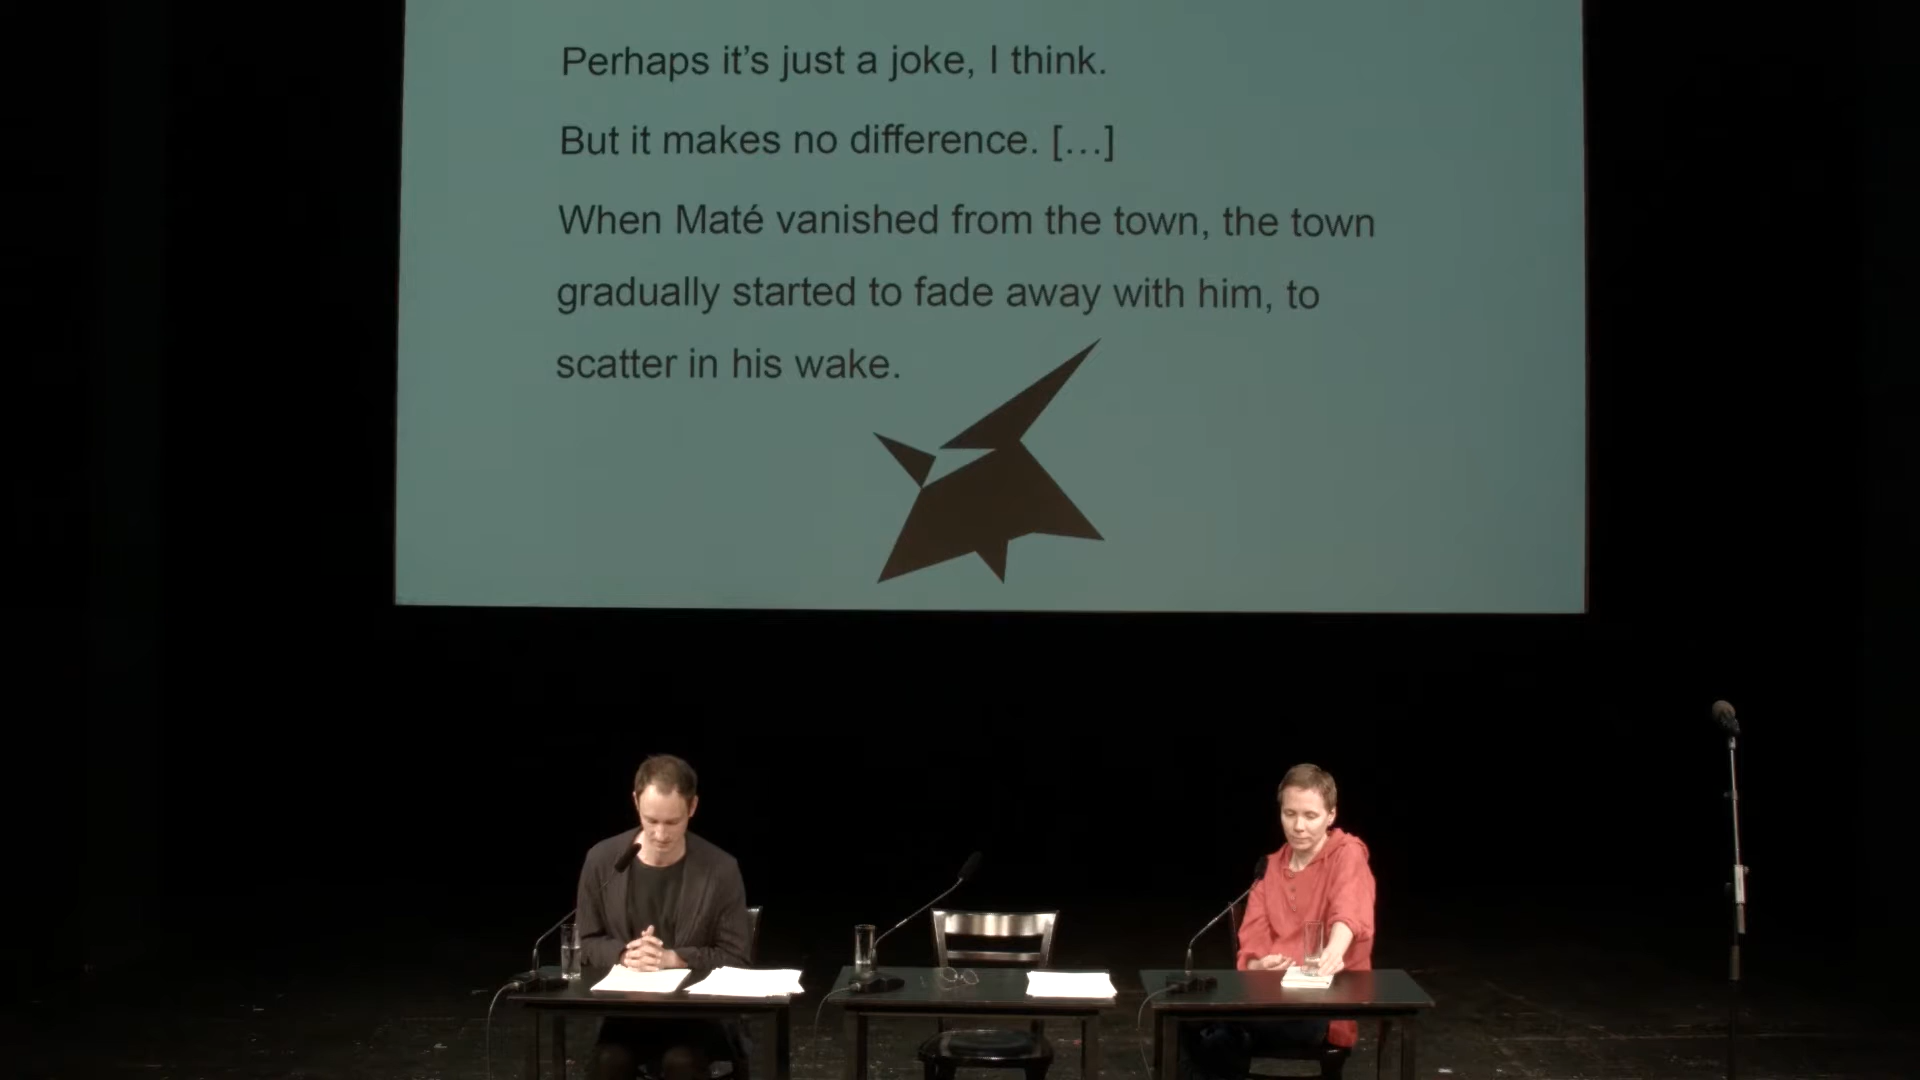 Perhaps it’s just a joke, I think.
But it makes no difference. […]
When Maté vanished from the town, the town
gradually started to fade away with him, to
scatter in his wake.